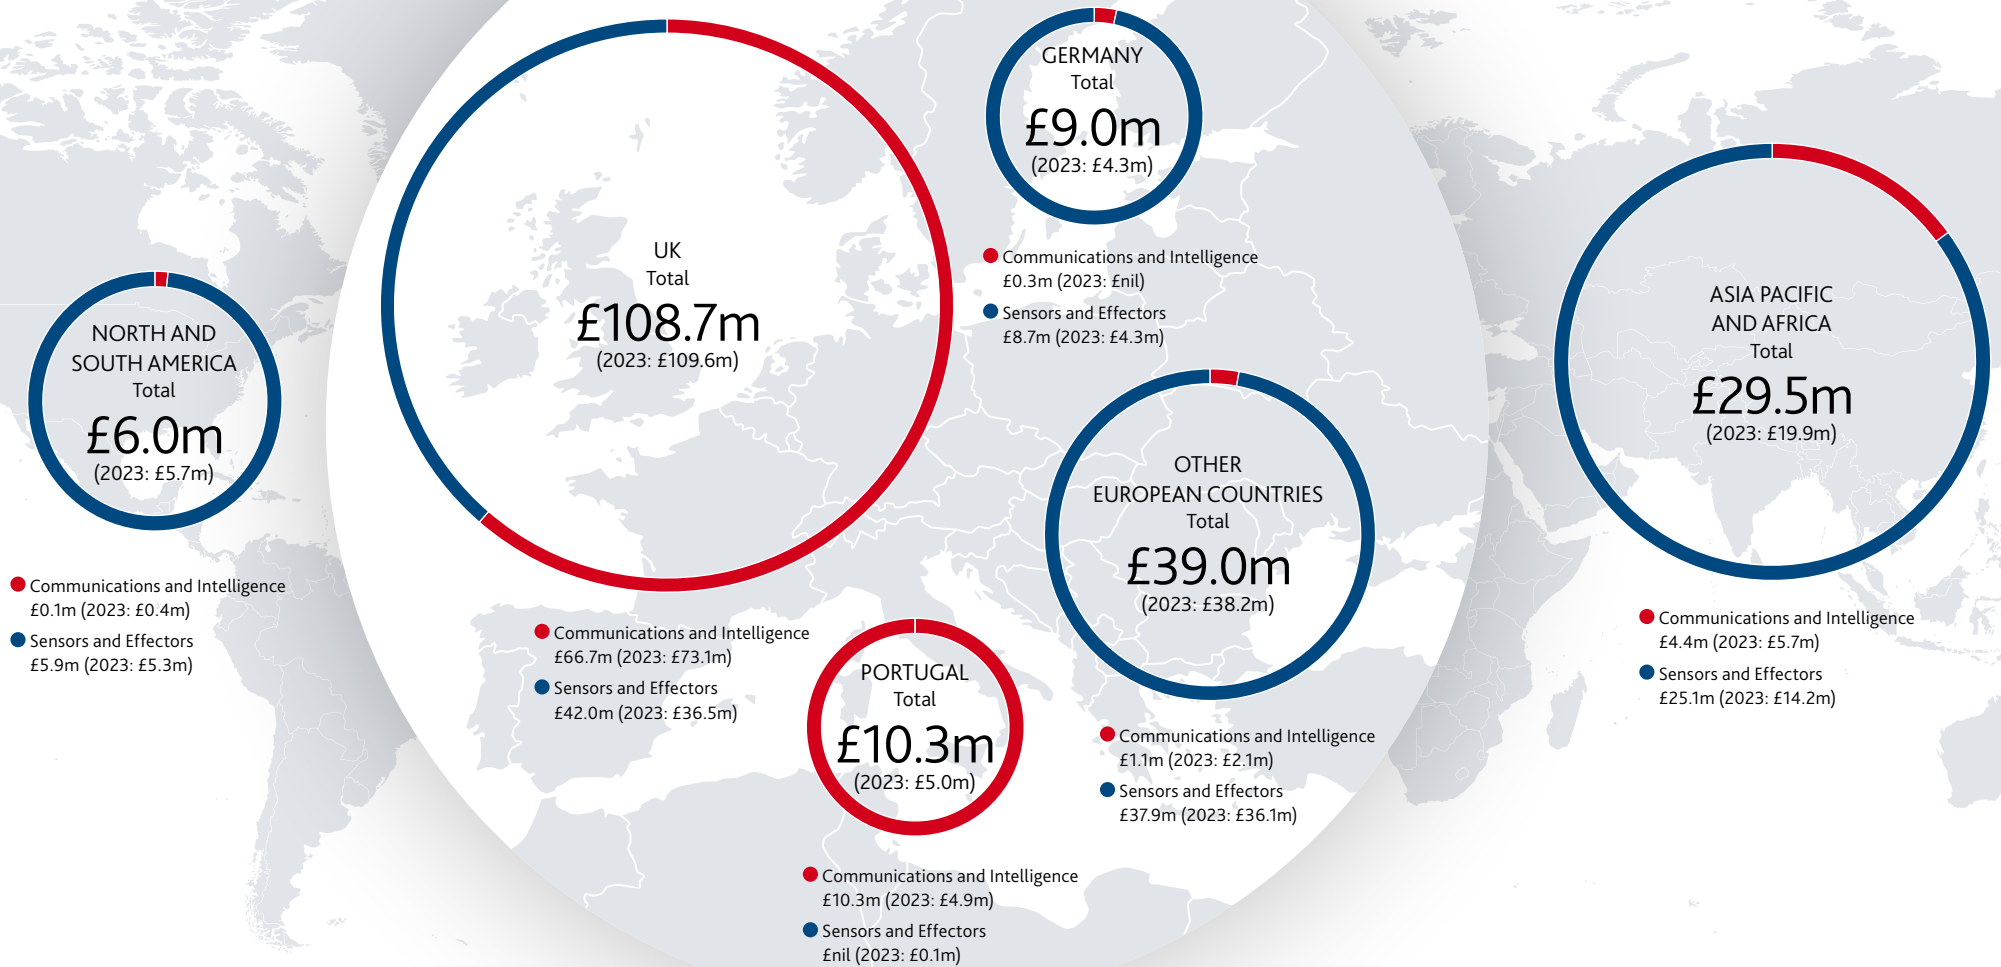 NORTH AND
SOUTH AMERICA
Total
£6.0m
(2023: £5.7m)
Communications and Intelligence
£0.1m (2023: £0.4m)
Sensors and Effectors
£5.9m (2023: £5.3m)
UK
Total
£108.7m
(2023: £109.6m)
Communications and Intelligence
£66.7m (2023: £73.1m)
Sensors and Effectors
£42.0m (2023: £36.5m)
GERMANY
Total
£9.0m
(2023: £4.3m)
Communications and Intelligence
£0.3m (2023: £nil)
Sensors and Effectors
£8.7m (2023: £4.3m)
PORTUGAL
Total
£10.3m
(2023: £5.0m)
Communications and Intelligence
£10.3m (2023: £4.9m)
Sensors and Effectors
£nil (2023: £0.1m)
OTHER
EUROPEAN COUNTRIES
Total
£39.0m
(2023: £38.2m)
Communications and Intelligence
£1.1m (2023: £2.1m)
Sensors and Effectors
£37.9m (2023: £36.1m)
ASIA PACIFIC
AND AFRICA
Total
£29.5m
(2023: £19.9m)
Communications and Intelligence
£4.4m (2023: £5.7m)
Sensors and Effectors
£25.1m (2023: £14.2m)